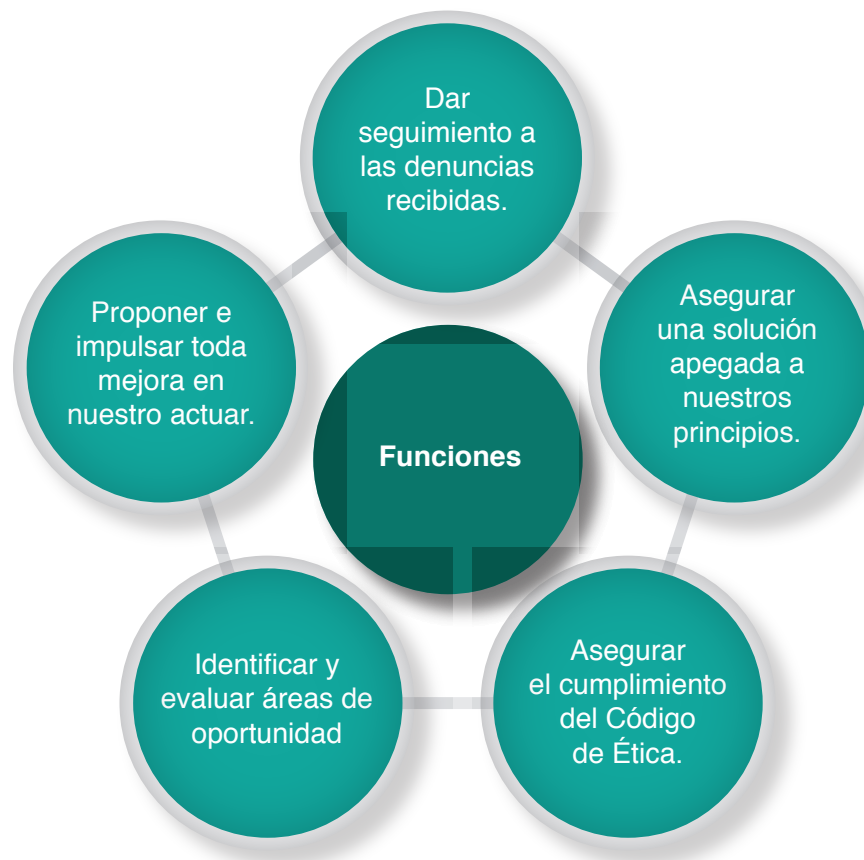 Dar
seguimiento a
las denuncias
recibidas.
Asegurar
una solución
apegada a
nuestros
principios.
Proponer e
impulsar toda
mejora en
nuestro actuar.
Funciones
Identificar y
evaluar áreas de
oportunidad
Asegurar
el cumplimiento
del Código
de Ética.